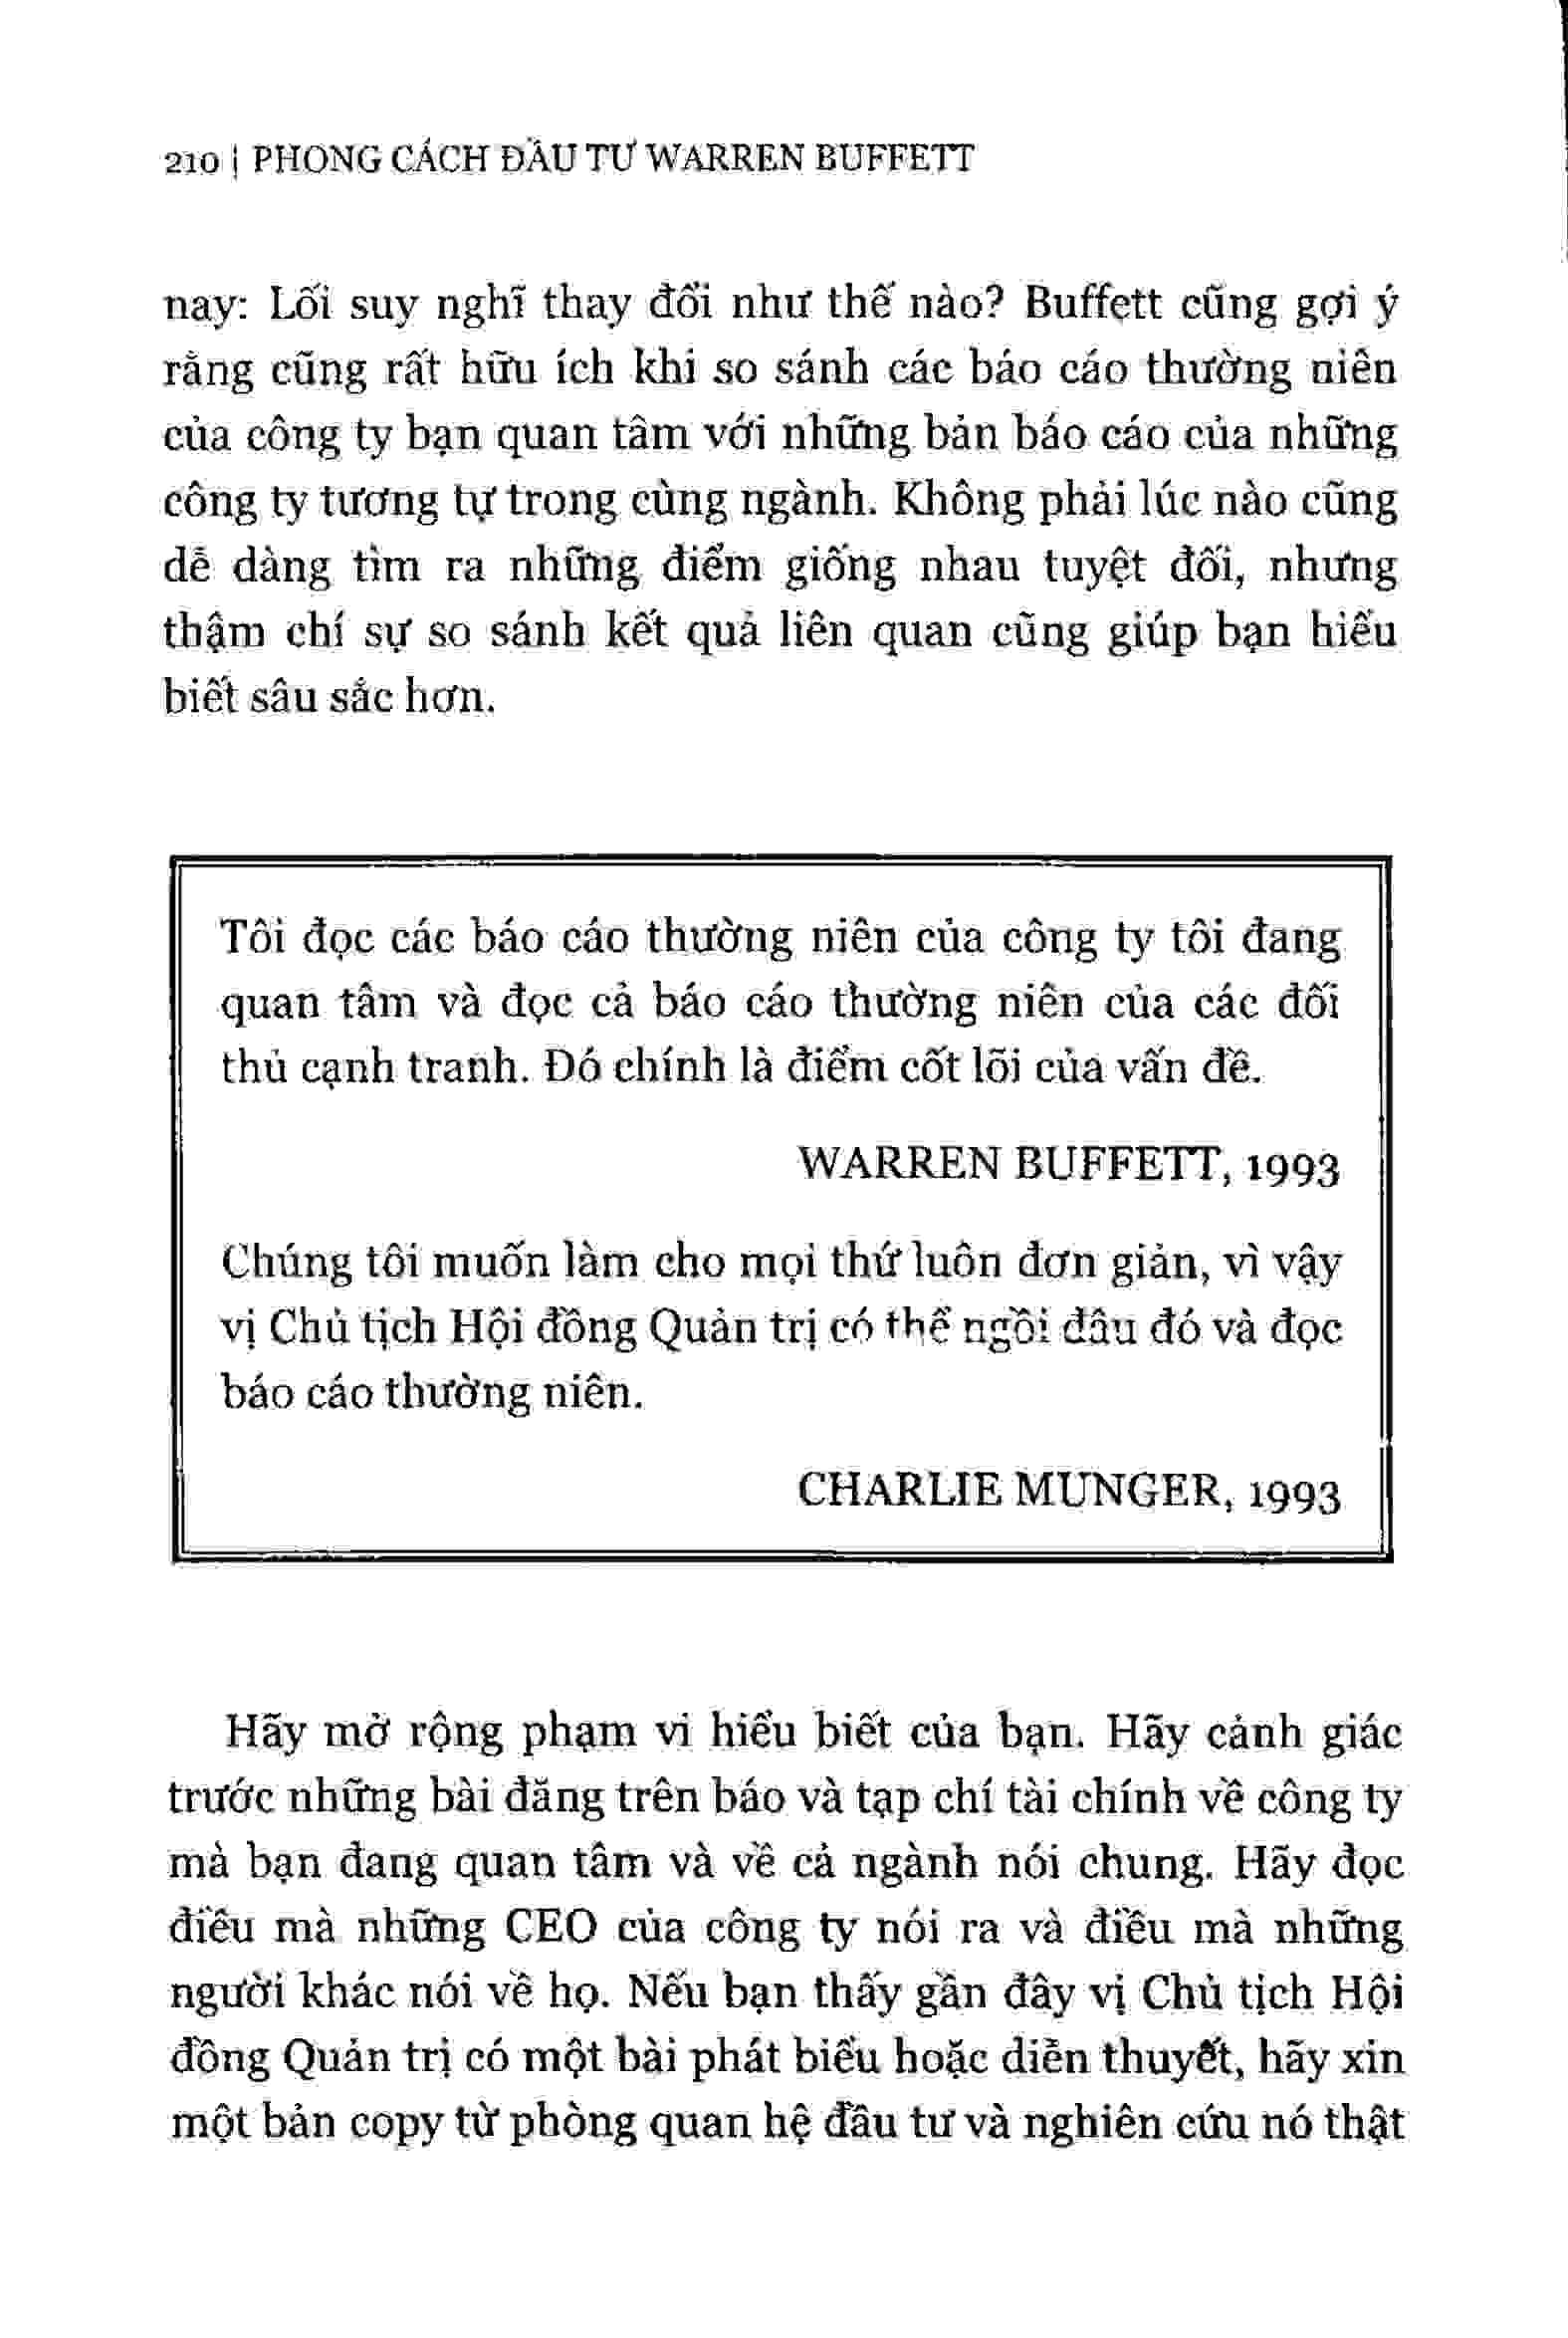 210 | PHONG CÁCH ĐẦU TƯ WARREN BUFFETT
nay: Lối suy nghĩ thay đổi như thế nào? Buffett cũng gợi ý
rằng cũng rất hữu ích khi so sánh các báo cáo thường niên
của công ty bạn quan tâm với những bản báo cáo của những
công ty tương tự trong cùng ngành. Không phải lúc nào cũng
dễ dàng tìm ra những điểm giống nhau tuyệt đối, nhưng
thậm chí sự so sánh kết quả liên quan cũng giúp bạn hiểu
biết sâu sắc hơn.
Tôi đọc các báo cáo thường niên của công ty tôi đang
quan tâm và đọc cả báo cáo thường niên của các đối
thủ cạnh tranh. Đó chính là điểm cốt lõi của vấn đề.
WARREN BUFFETT, 1993
Chúng tôi muốn làm cho mọi thứ luôn đơn giản, vì vậy
vị Chủ tịch Hội đồng Quản trị có thể ngồi đâu đó và đọc
báo cáo thường niên.
CHARLIE MUNGER, 1993
Hãy mở rộng phạm vi hiểu biết của bạn. Hãy cảnh giác
trước những bài đăng trên báo và tạp chí tài chính về công ty
mà bạn đang quan tâm và về cả ngành nói chung. Hãy đọc
điều mà những CEO của công ty nói ra và điều mà những
người khác nói về họ. Nếu bạn thấy gần đây vị Chủ tịch Hội
đồng Quản trị có một bài phát biểu hoặc diễn thuyết, hãy xin
một bản copy từ phòng quan hệ đầu tư và nghiên cứu nó thật